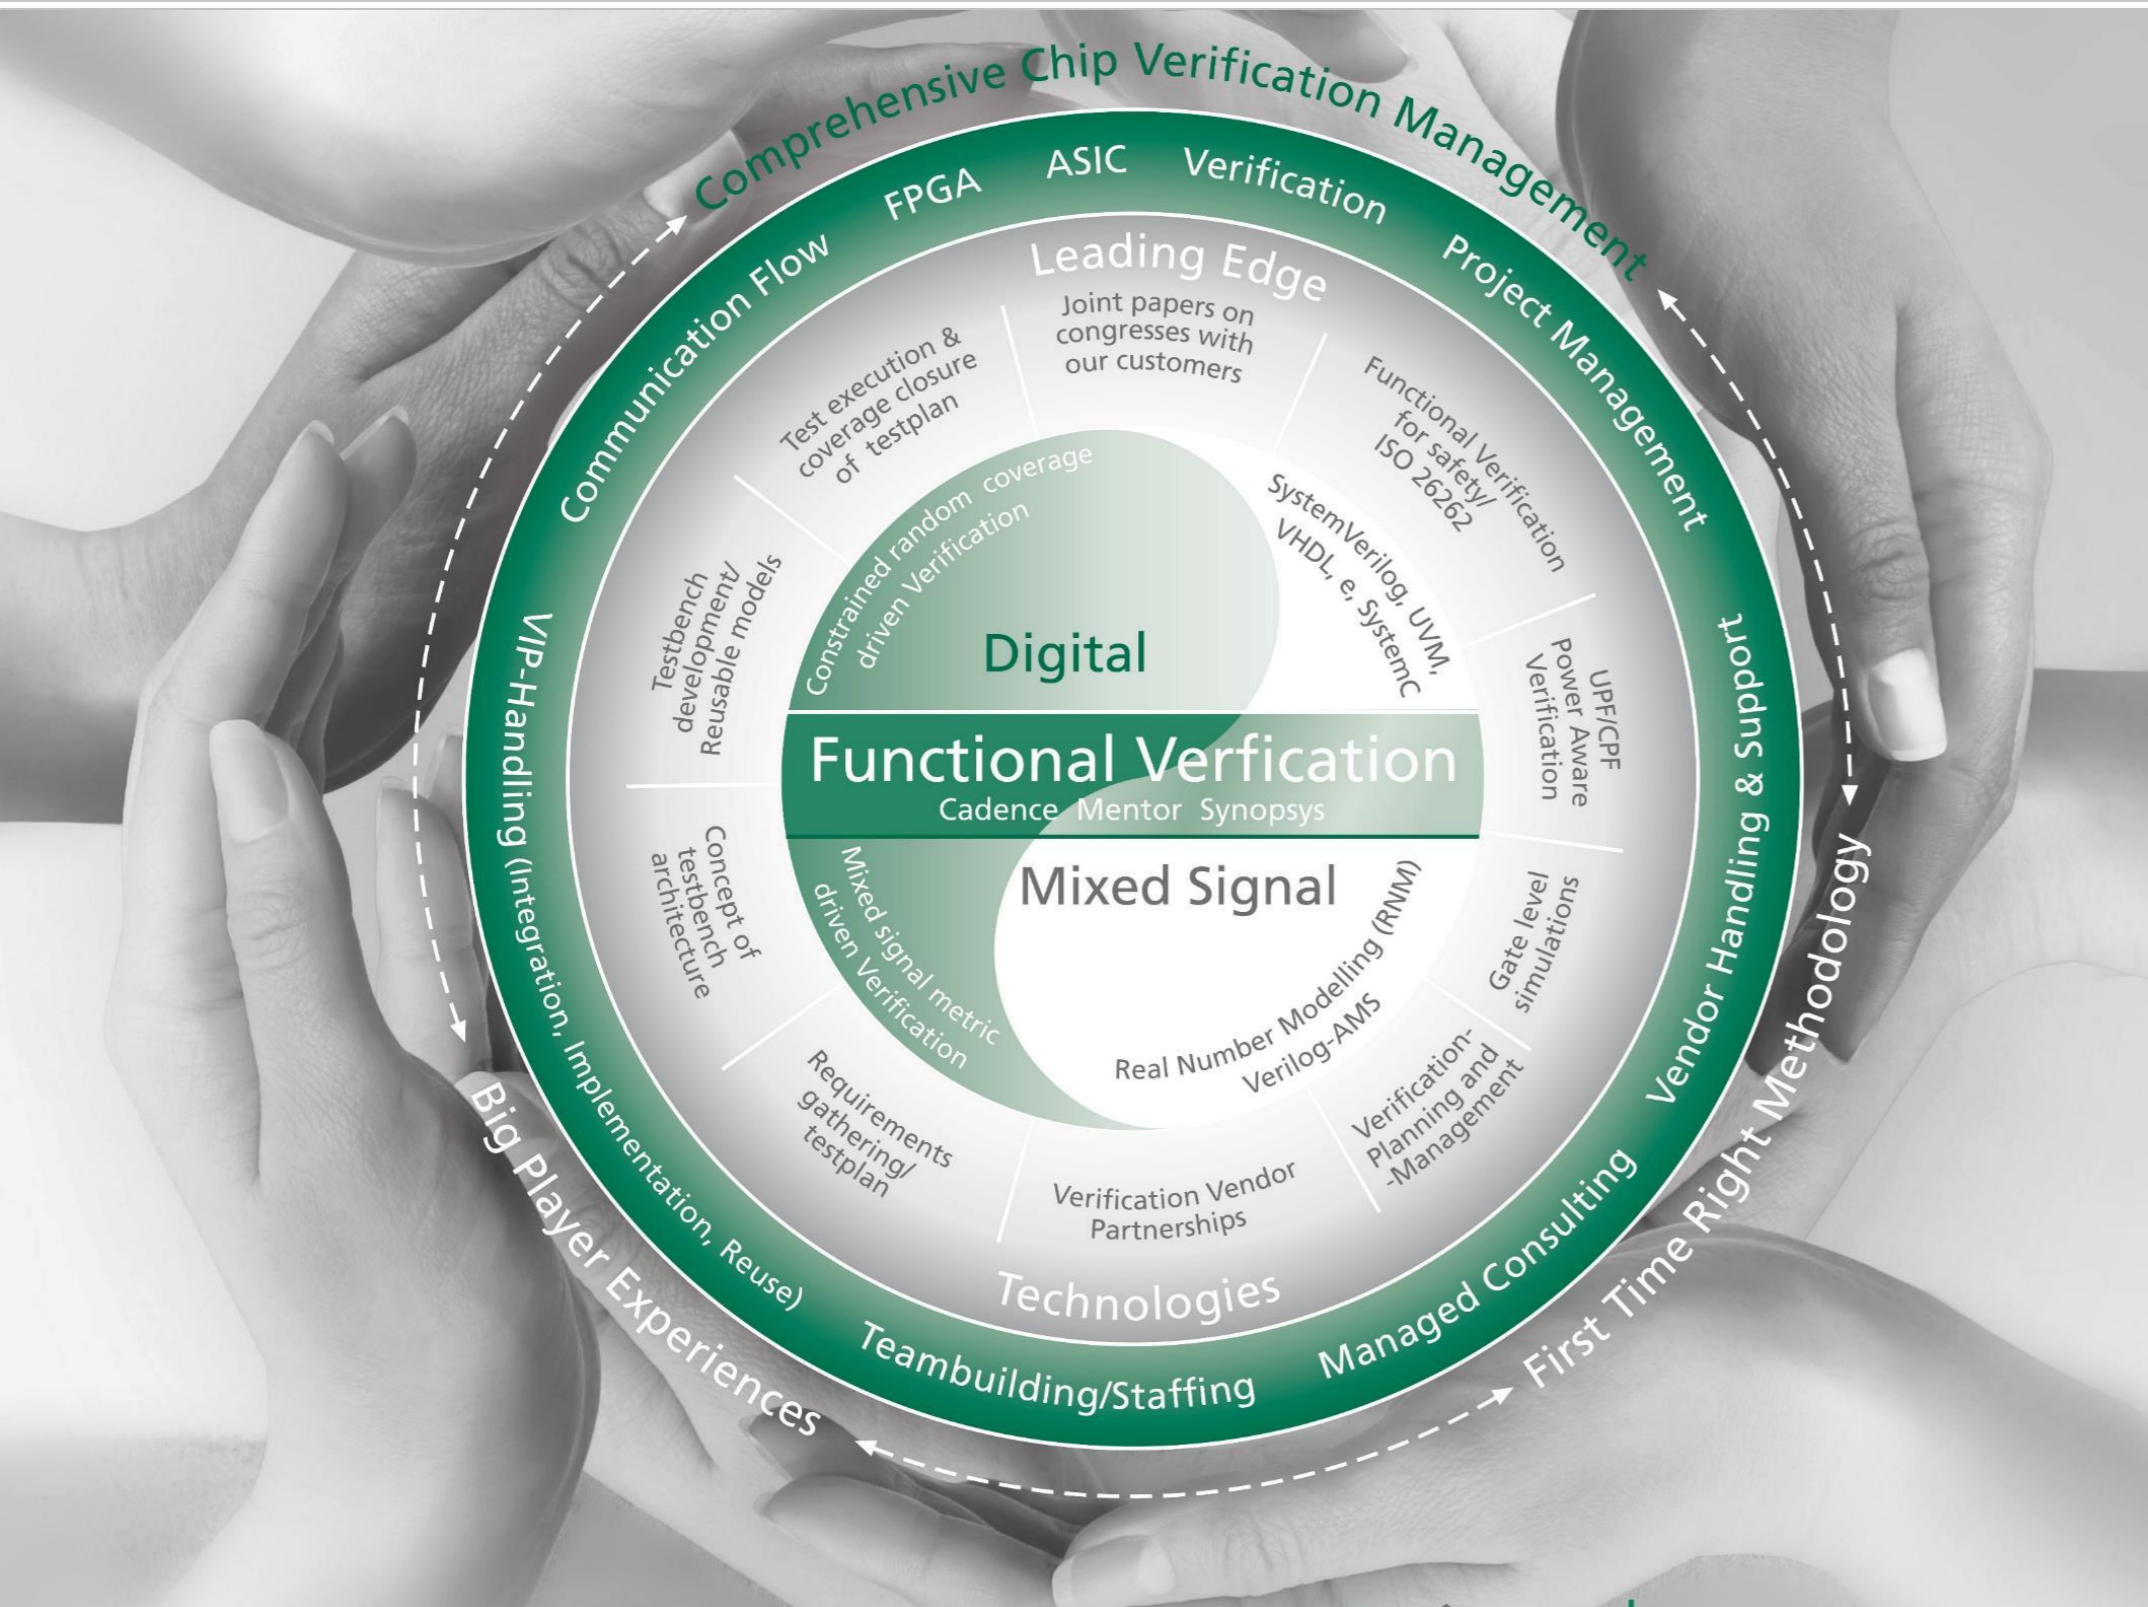 Comprehensive Chip Verification Management
Communication Flow
FPGA
ASIC
Verification
Project Management
Vendor Handling & Support
Managed Consulting
Teambuilding/Staffing
VIP-Handling (Integration, Implementation, Reuse)
Leading Edge
Joint papers on
congresses with
our customers
Functional Verification
for safety/
ISO 26262
UPF/CPF
Power Aware
Verification
Gate level
simulations
Verification-
Planning and
-Management
Verification Vendor
Partnerships
Requirements
gathering/
testplan
Concept of
testbench
architecture
Testbench
development/
Reusable models
Test execution &
coverage closure
of testplan
Technologies
Constrained random coverage
driven Verification
SystemVerilog, UVM,
VHDL, e, SystemC
Digital
Functional Verfication
Cadence Mentor Synopsys
Mixed Signal
Mixed signal metric
driven Verification
Real Number Modelling (RNM)
Verilog-AMS
First Time Right Methodology
Big Player Experiences